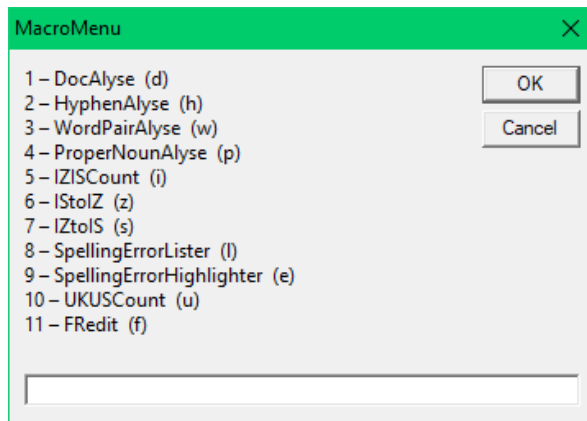 MacroMenu
1 – DocAlyse (d)
2 – HyphenAlyse (h)
3 – WordPairAlyse (w)
4 – ProperNounAlyse (p)
5 – IZISCount (i)
6 – IStoIZ (z)
7 – IZtoIS (s)
8 – SpellingErrorLister (l)
9 – SpellingErrorHighlighter (e)
10 – UKUSCount (u)
11 – FRedit (f)
OK
Cancel